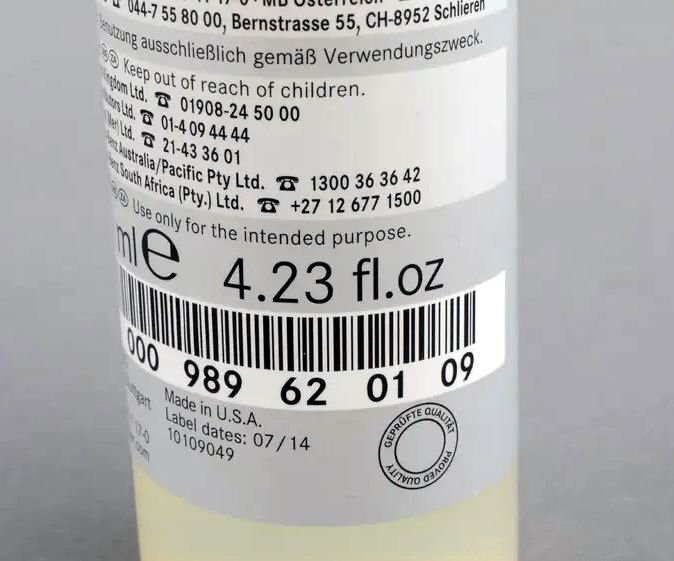 044-7 55 80 00, Bernstrasse 55, CH-8952 Schlieren
Benutzung ausschließlich gemäß Verwendungszweck.
Keep out of reach of children.
Kingdom Ltd. ☎ 01908-24 50 00
Ltd. ☎ 01-4 09 44 44
Ltd. ☎ 21-43 36 01
Australia/Pacific Pty Ltd. ☎ 1300 36 36 42
South Africa (Pty.) Ltd. ☎ +27 12 677 1500
Use only for the intended purpose.
ml e 4.23 fl.oz
000 989 62 01 09
Made in U.S.A.
Label dates: 07/14
10109049
17-0
GEPRÜFTE QUALITÄT
PROVED QUALITY